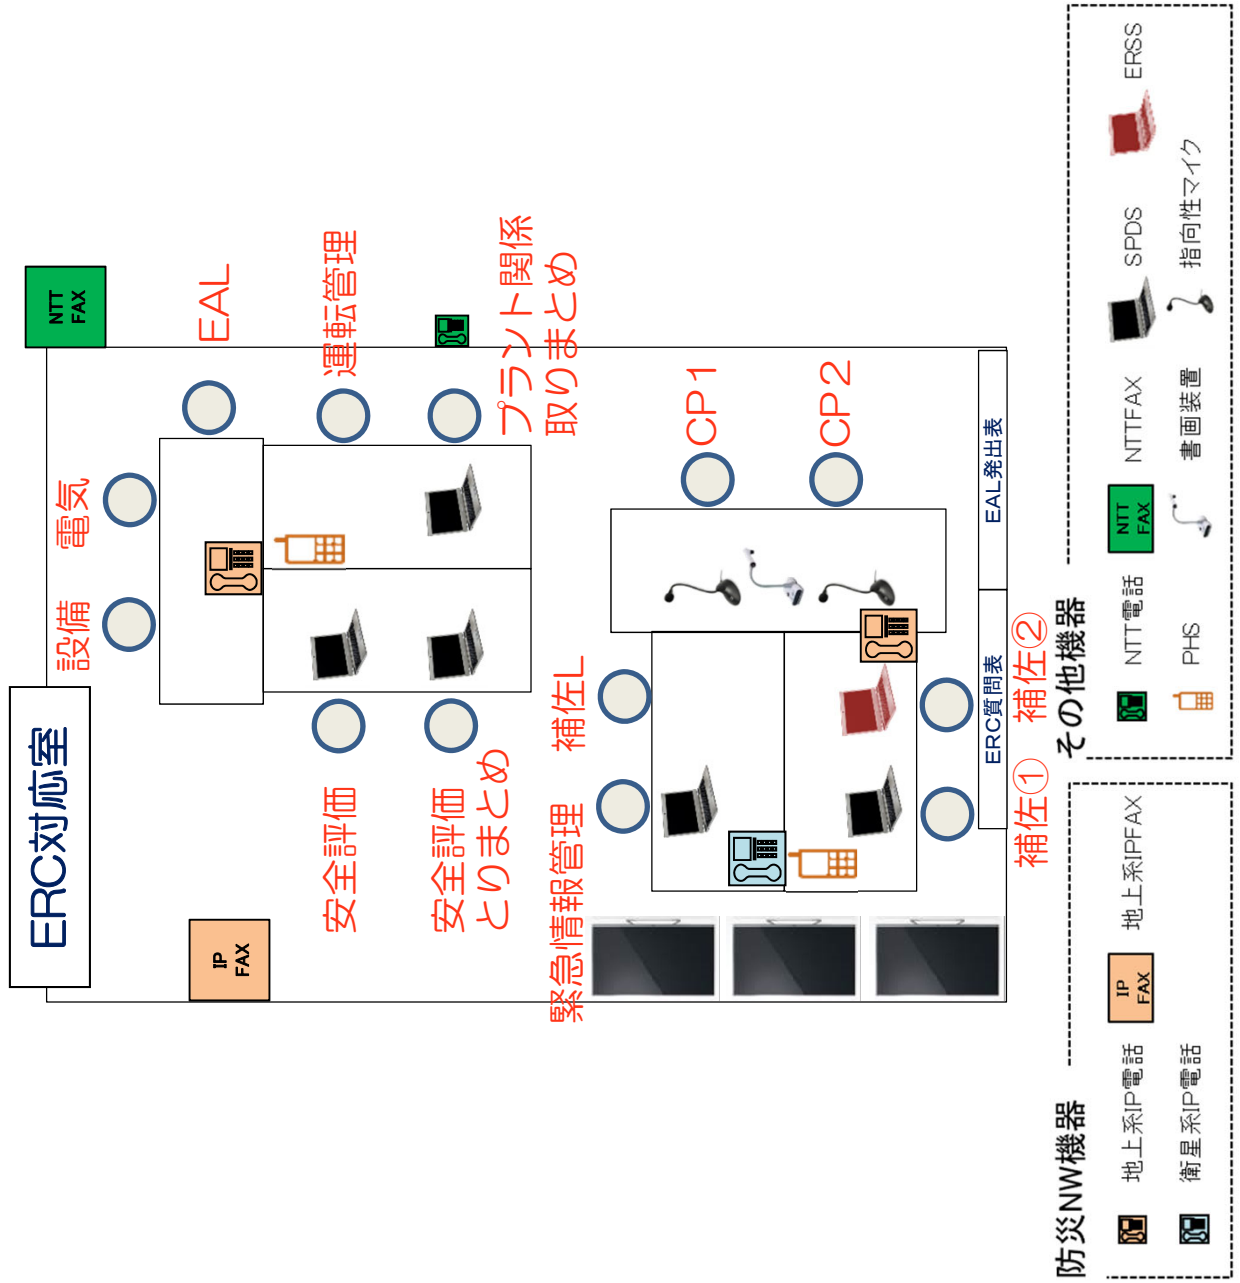 ERC対応室
設備
電気
EAL
運転管理
プラント関係
取りまとめ
NTT
FAX
IP
FAX
安全評価
安全評価
とりまとめ
緊急情報管理
補佐L
CP1
CP2
補佐①
補佐②
ERC質問表
EAL発出表
防災NW機器
地上系IP電話
IP
FAX
地上系IPFAX
衛星系IP電話
その他機器
NTT電話
NTT
FAX
NTTFAX
SPDS
ERSS
PHS
書画装置
指向性マイク